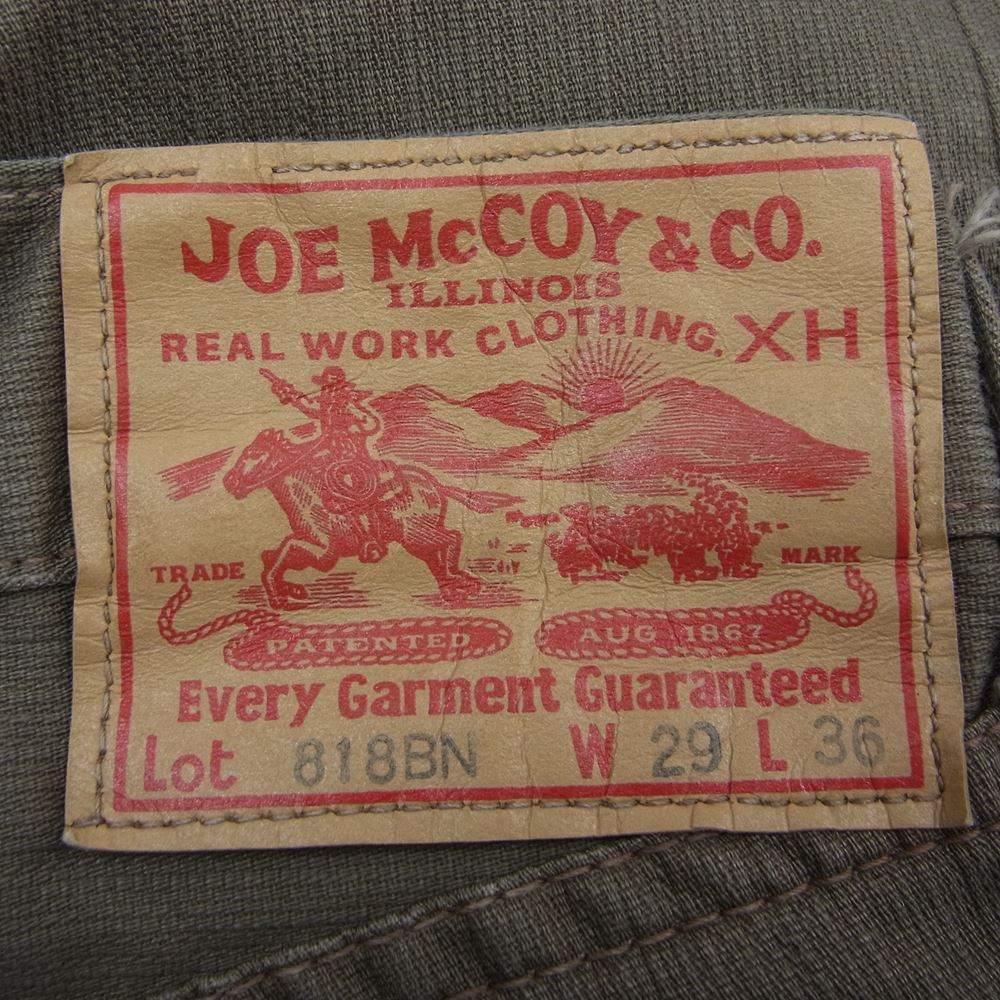 JOE McCOY & CO.
ILLINOIS
REAL WORK CLOTHING. XH
TRADE MARK
PATENTED AUG 1867
Every Garment Guaranteed
Lot 818BN W 29 L 36